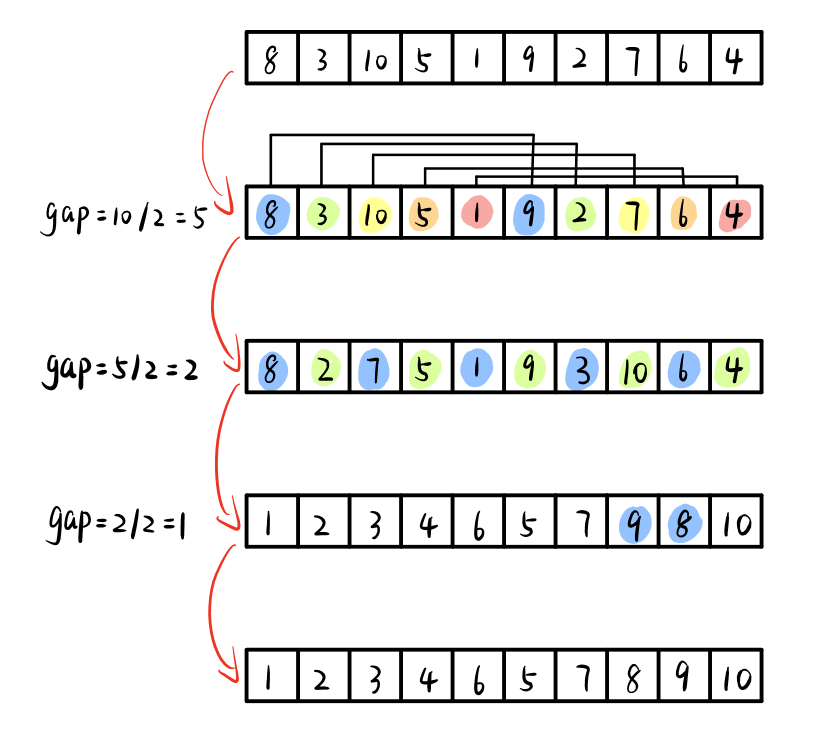 8 3 10 5 1 9 2 7 6 4
gap=10/2=5 8 3 10 5 1 9 2 7 6 4
gap=5/2=2 8 2 7 5 1 9 3 10 6 4
gap=2/2=1 1 2 3 4 6 5 7 9 8 10
1 2 3 4 6 5 7 8 9 10